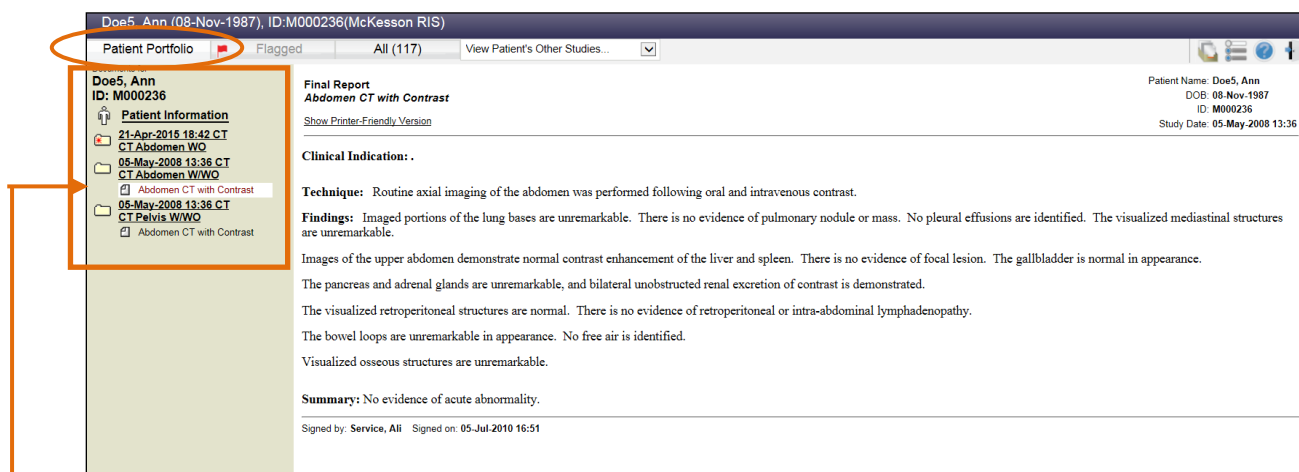 Doe5, Ann (08-Nov-1987), ID:M000236(McKesson RIS)
Patient Portfolio Flagged All (117) View Patient's Other Studies...
Doe5, Ann
ID: M000236
Patient Information
21-Apr-2015 18:42 CT
CT Abdomen WO
05-May-2008 13:36 CT
CT Abdomen W/WO
Abdomen CT with Contrast
05-May-2008 13:36 CT
CT Pelvis W/WO
Abdomen CT with Contrast
Final Report
Abdomen CT with Contrast
Show Printer-Friendly Version
Patient Name: Doe5, Ann
DOB: 08-Nov-1987
ID: M000236
Study Date: 05-May-2008 13:36
Clinical Indication: .
Technique: Routine axial imaging of the abdomen was performed following oral and intravenous contrast.
Findings: Imaged portions of the lung bases are unremarkable. There is no evidence of pulmonary nodule or mass. No pleural effusions are identified. The visualized mediastinal structures
are unremarkable.
Images of the upper abdomen demonstrate normal contrast enhancement of the liver and spleen. There is no evidence of focal lesion. The gallbladder is normal in appearance.
The pancreas and adrenal glands are unremarkable, and bilateral unobstructed renal excretion of contrast is demonstrated.
The visualized retroperitoneal structures are normal. There is no evidence of retroperitoneal or intra-abdominal lymphadenopathy.
The bowel loops are unremarkable in appearance. No free air is identified.
Visualized osseous structures are unremarkable.
Summary: No evidence of acute abnormality.
Signed by: Service, Ali Signed on: 05-Jul-2010 16:51